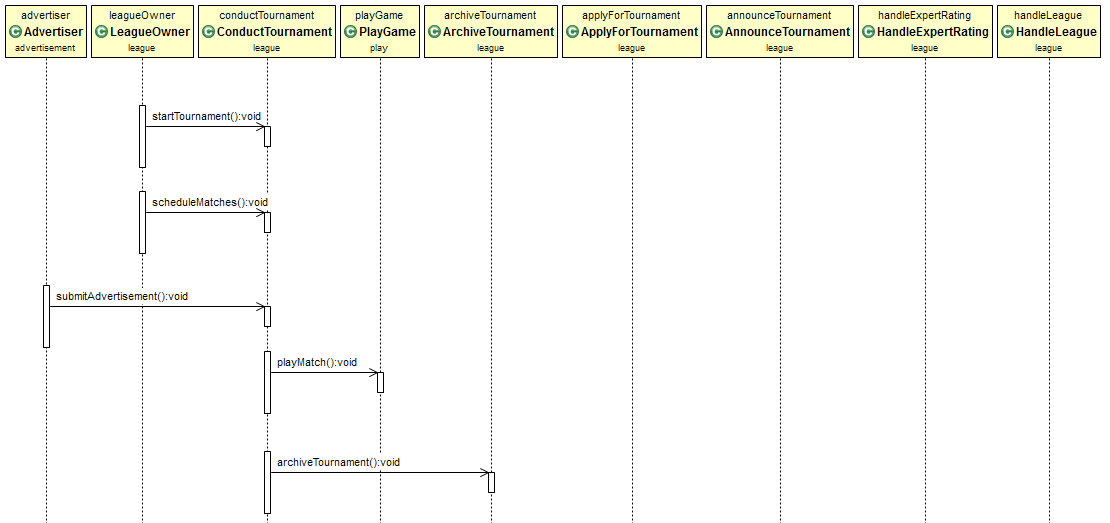 advertiser
Advertiser
advertisement
leagueOwner
LeagueOwner
league
conductTournament
ConductTournament
league
playGame
PlayGame
play
archiveTournament
ArchiveTournament
league
applyForTournament
ApplyForTournament
league
announceTournament
AnnounceTournament
league
handleExpertRating
HandleExpertRating
league
handleLeague
HandleLeague
league
startTournament():void
scheduleMatches():void
submitAdvertisement():void
playMatch():void
archiveTournament():void